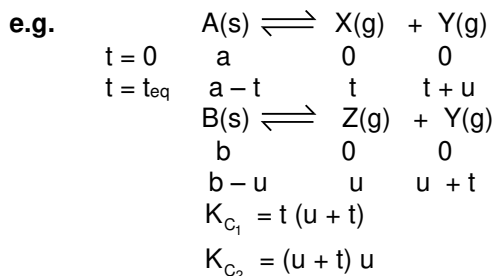 e.g. A(s) ⇌ X(g) + Y(g)
t = 0 a 0 0
t = t_eq a – t t t + u
B(s) ⇌ Z(g) + Y(g)
b 0 0
b – u u u + t
K_C₁ = t (u + t)
K_C₂ = (u + t) u